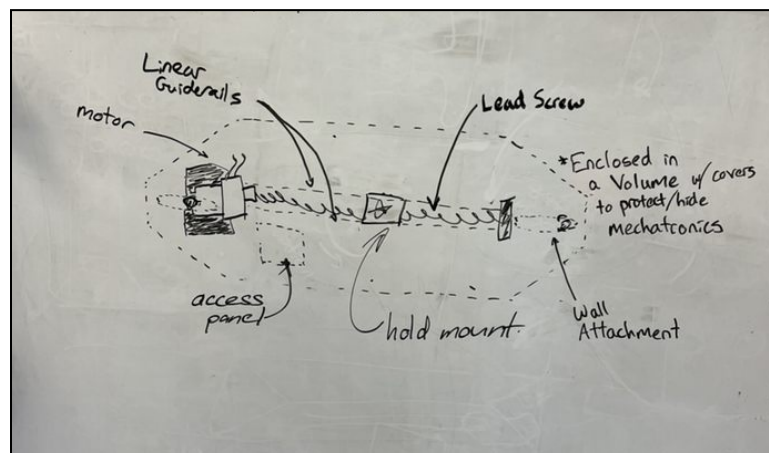 Linear
Guiderails
Lead Screw
motor
*Enclosed in
a Volume w/ covers
to protect/hide
mechatronics
access
panel
hold mount.
Wall
Attachment